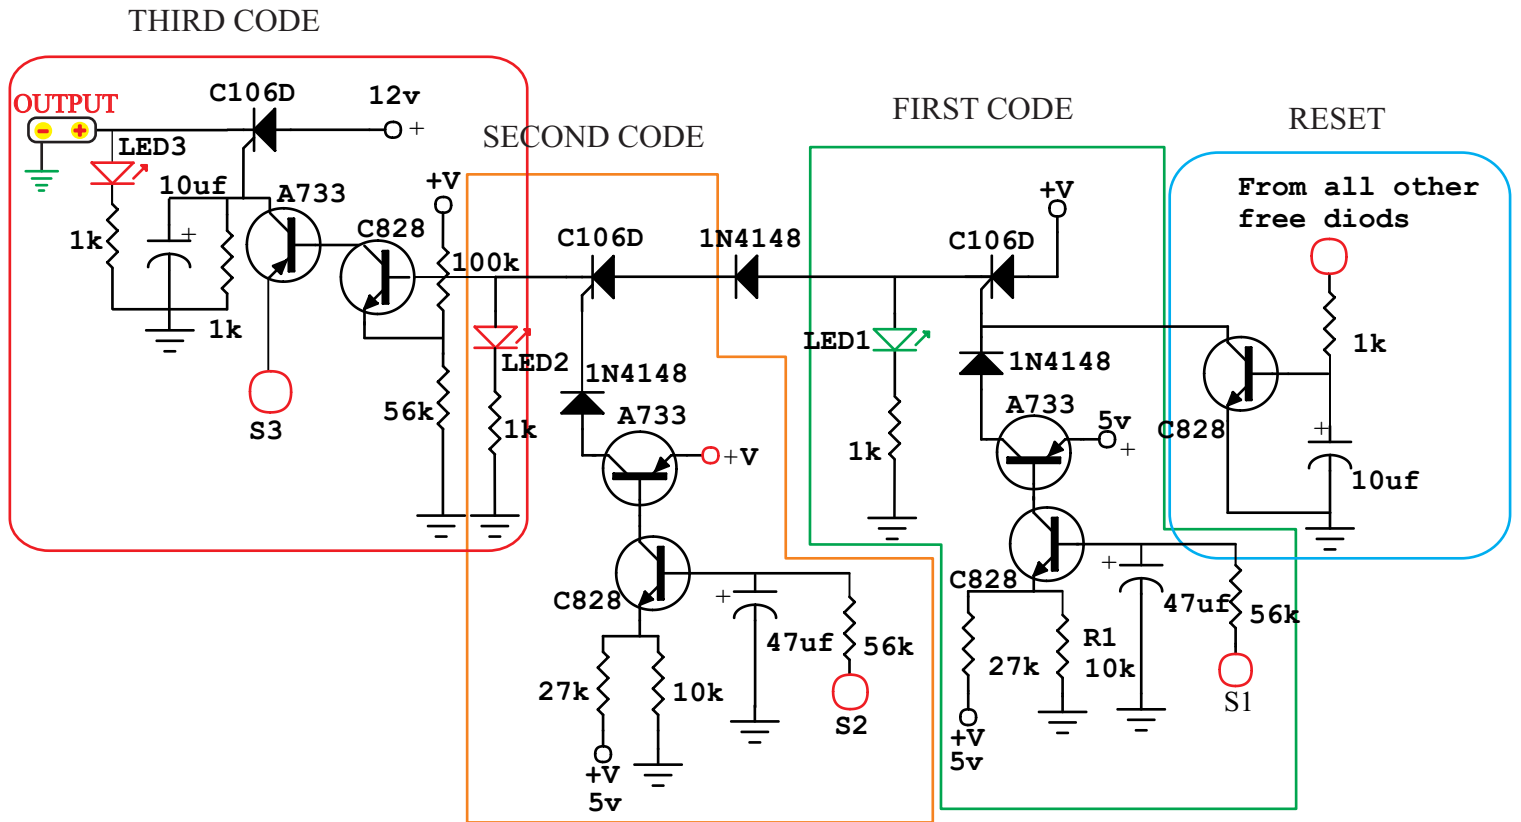 THIRD CODE
C106D
12v
+
OUTPUT
- +
LED3
10uf
+
A733
1k
1k
S3
C828
+V
100k
56k
SECOND CODE
C106D
1N4148
LED2
1k
1N4148
A733
+V
C828
+
47uf
56k
S2
27k
10k
+V
5v
FIRST CODE
+V
C106D
LED1
1k
1N4148
A733
5v
+
C828
+
47uf
56k
S1
27k
R1
10k
+V
5v
RESET
From all other
free diods
1k
C828
+
10uf